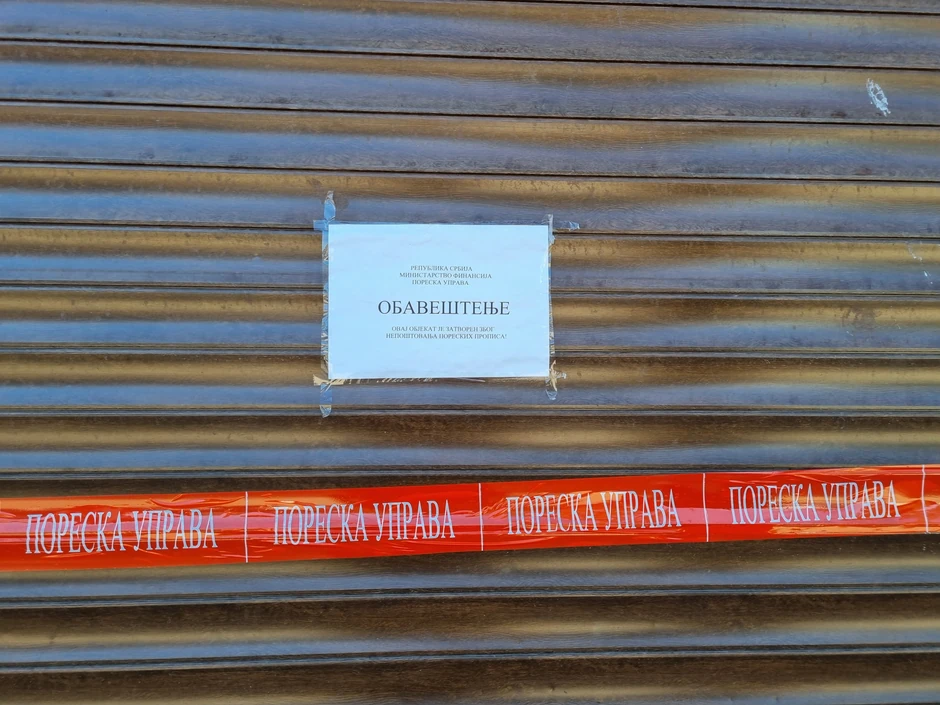 РЕПУБЛИКА СРБИЈА
МИНИСТАРСТВО ФИНАНСИЈА
ПОРЕСКА УПРАВА
ОБАВЕШТЕЊЕ
ОВАЈ ОБЈЕКАТ ЈЕ ЗАТВОРЕН ЗБОГ
НЕПОШТОВАЊА ПОРЕСКИХ ПРОПИСА!
ПОРЕСКА УПРАВА ПОРЕСКА УПРАВА ПОРЕСКА УПРАВА ПОРЕСКА УПРАВА